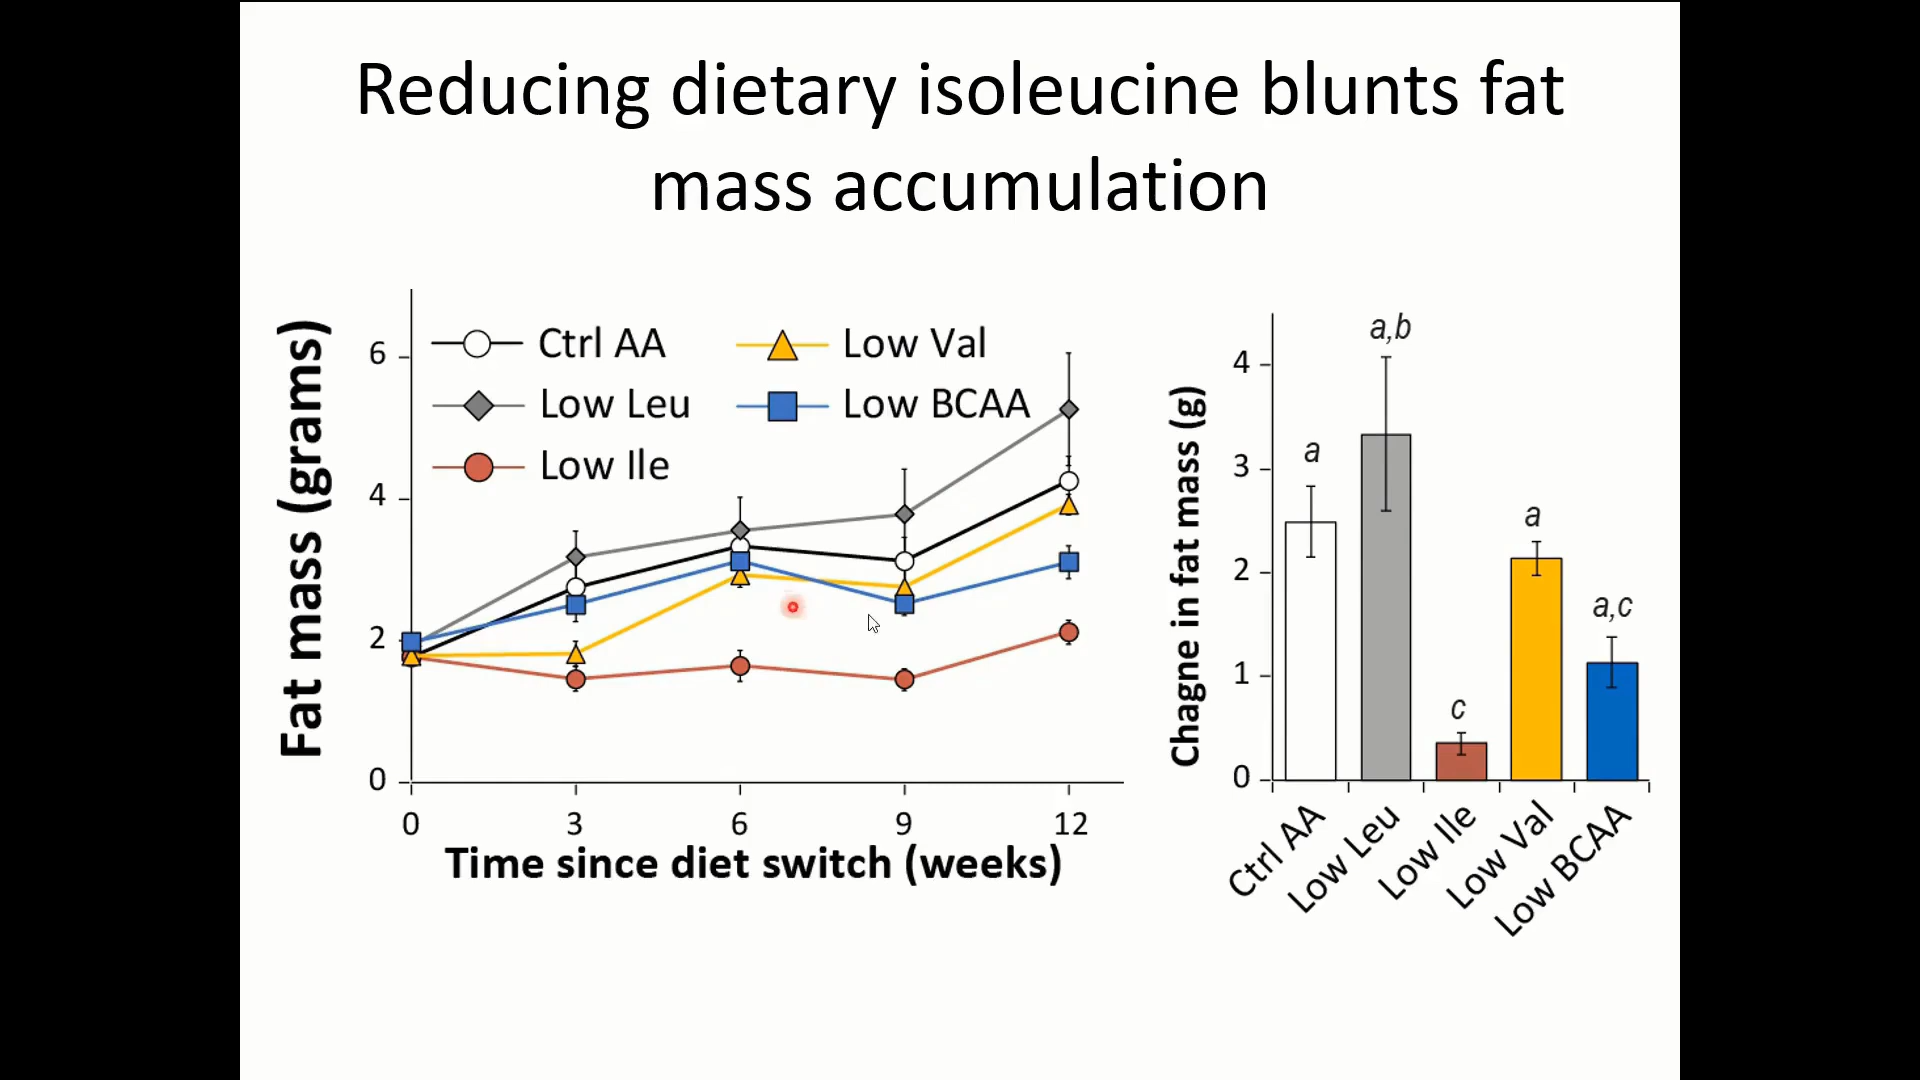 Reducing dietary isoleucine blunts fat
mass accumulation
Fat mass (grams)
6
4
2
0
Ctrl AA
Low Leu
Low Ile
Low Val
Low BCAA
0 3 6 9 12
Time since diet switch (weeks)
Chagne in fat mass (g)
4
3
2
1
0
a
a,b
c
a
a,c
Ctrl AA
Low Leu
Low Ile
Low Val
Low BCAA